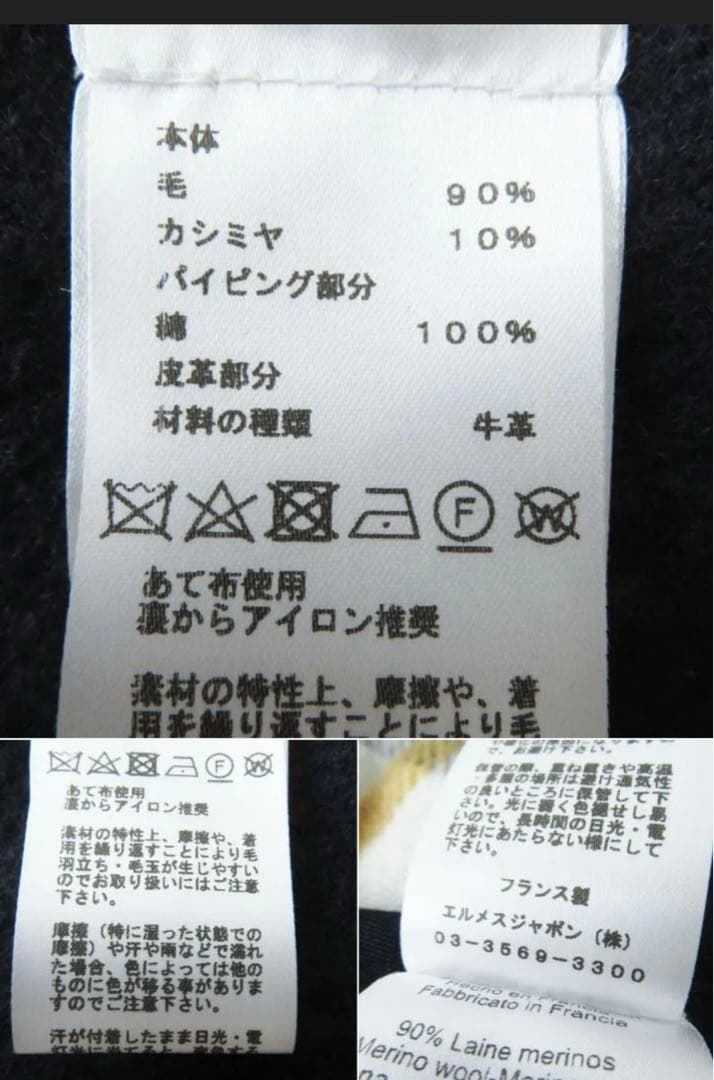 本体
毛 90%
カシミヤ 10%
パイピング部分
綿 100%
皮革部分
材料の種類 牛革
F
W
あて布使用
裏からアイロン推奨
素材の特性上、摩擦や、着
用を繰り返すことにより毛
F
W
あて布使用
裏からアイロン推奨
素材の特性上、摩擦や、着
用を繰り返すことにより毛
羽立ち・毛玉が生じやすい
のでお取り扱いにはご注意
下さい。
摩擦（特に湿った状態での
摩擦）や汗や雨などで濡れ
た場合、色によっては他の
ものに色が移る事がありま
すのでご注意下さい。
汗が付着したまま日光・電
で、お避け下さい。
保管の際、重ね置きや高温
・多湿の場所は避け通気性
の良いところに保管して下
さい。光に弱く色褪せし易
いので、長時間の日光・電
灯光にあたらない様にして
下さい。
フランス製
エルメスジャポン（株）
03-3569-3300
Hecho en
Fabbricato in Francia
90% Laine merinos
Merino wool-